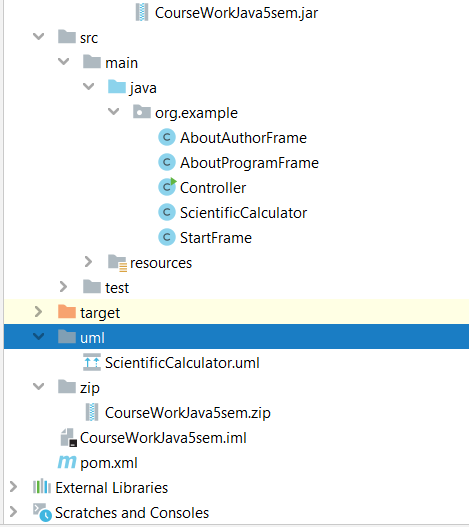 CourseWorkJava5sem.jar
src
main
java
org.example
AboutAuthorFrame
AboutProgramFrame
Controller
ScientificCalculator
StartFrame
resources
test
target
uml
ScientificCalculator.uml
zip
CourseWorkJava5sem.zip
CourseWorkJava5sem.iml
pom.xml
External Libraries
Scratches and Consoles